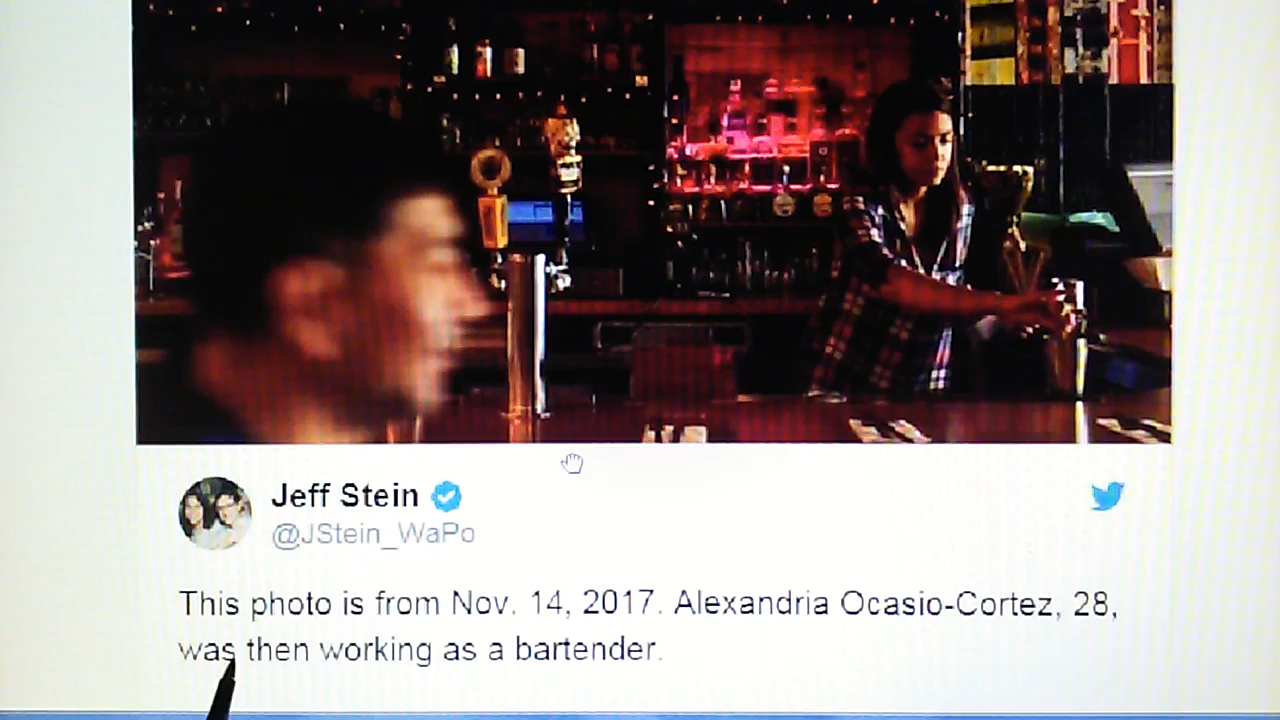 Jeff Stein
@JStein_WaPo
This photo is from Nov. 14, 2017. Alexandria Ocasio-Cortez, 28,
was then working as a bartender.